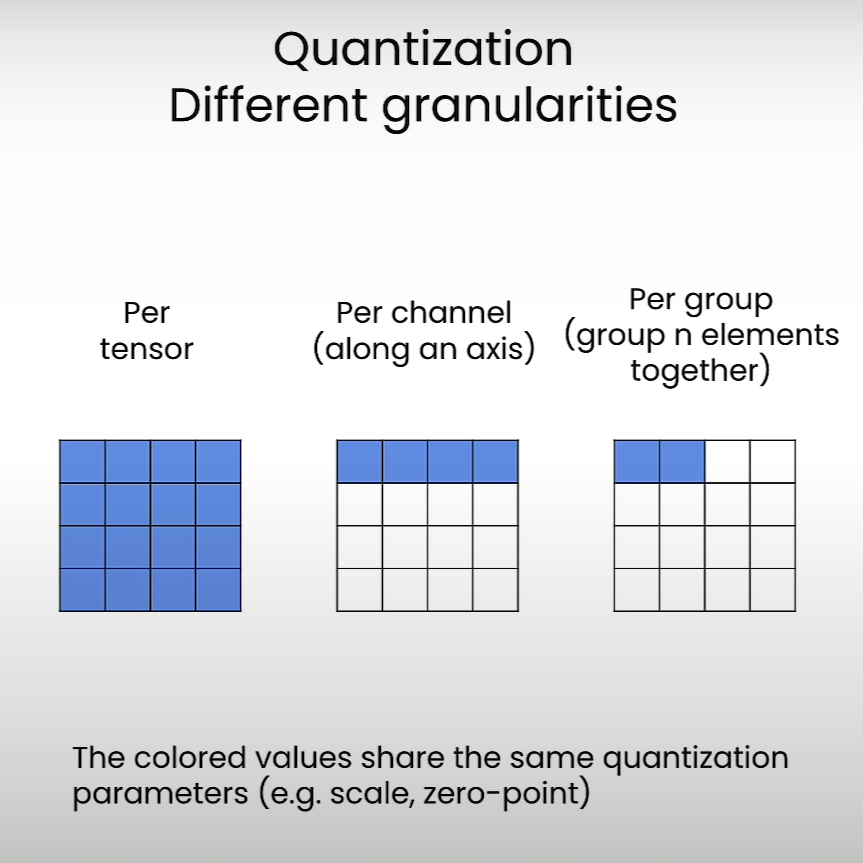 Quantization
Different granularities
Per
tensor
Per channel
(along an axis)
Per group
(group n elements
together)
The colored values share the same quantization
parameters (e.g. scale, zero-point)